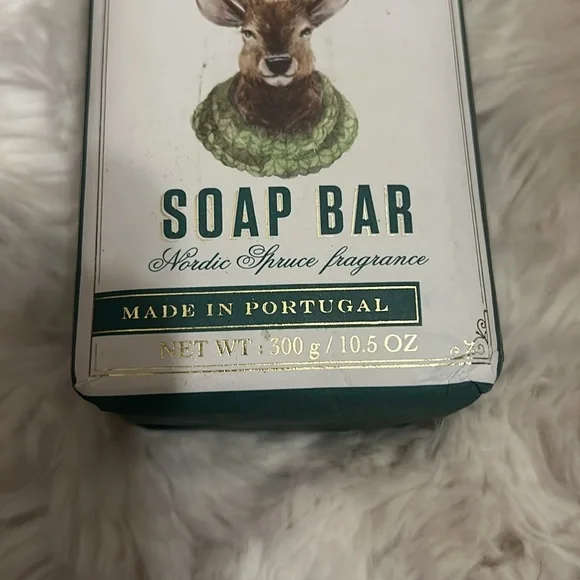 SOAP BAR
Nordic Spruce fragrance
MADE IN PORTUGAL
NET WT : 300 g / 10.5 OZ